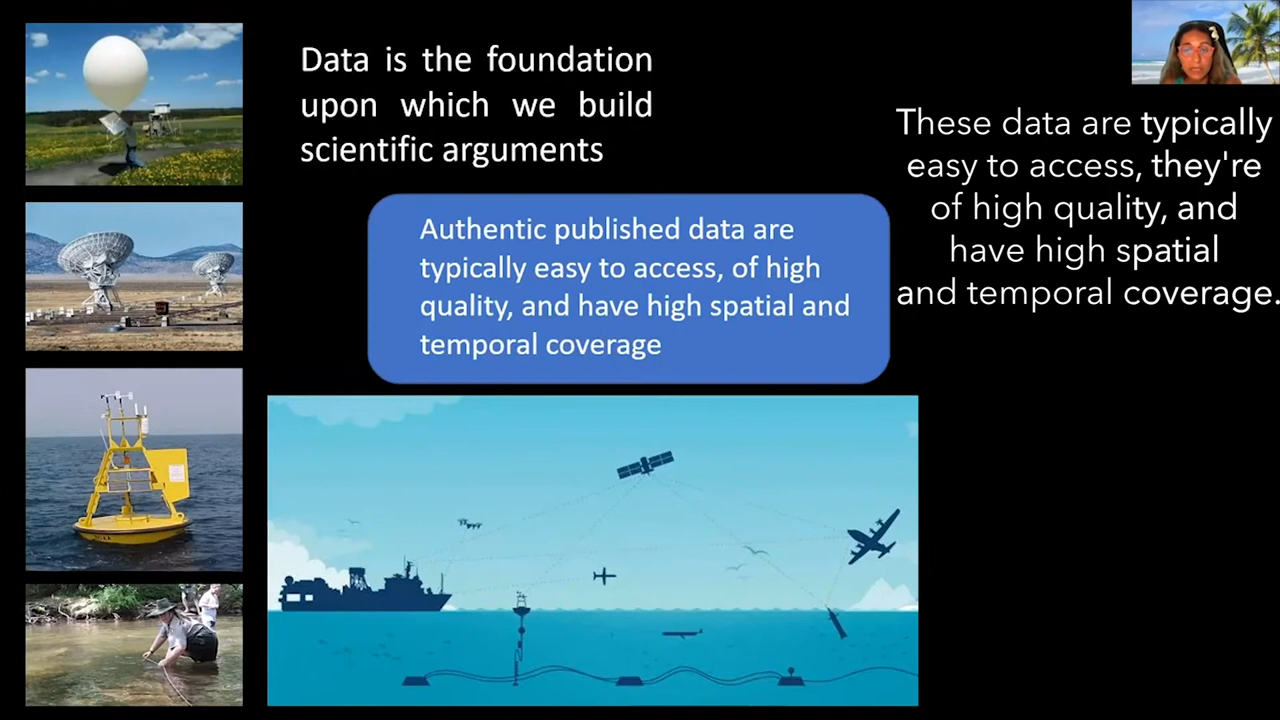 Data is the foundation
upon which we build
scientific arguments
Authentic published data are
typically easy to access, of high
quality, and have high spatial and
temporal coverage
These data are typically
easy to access, they're
of high quality, and
have high spatial
and temporal coverage.